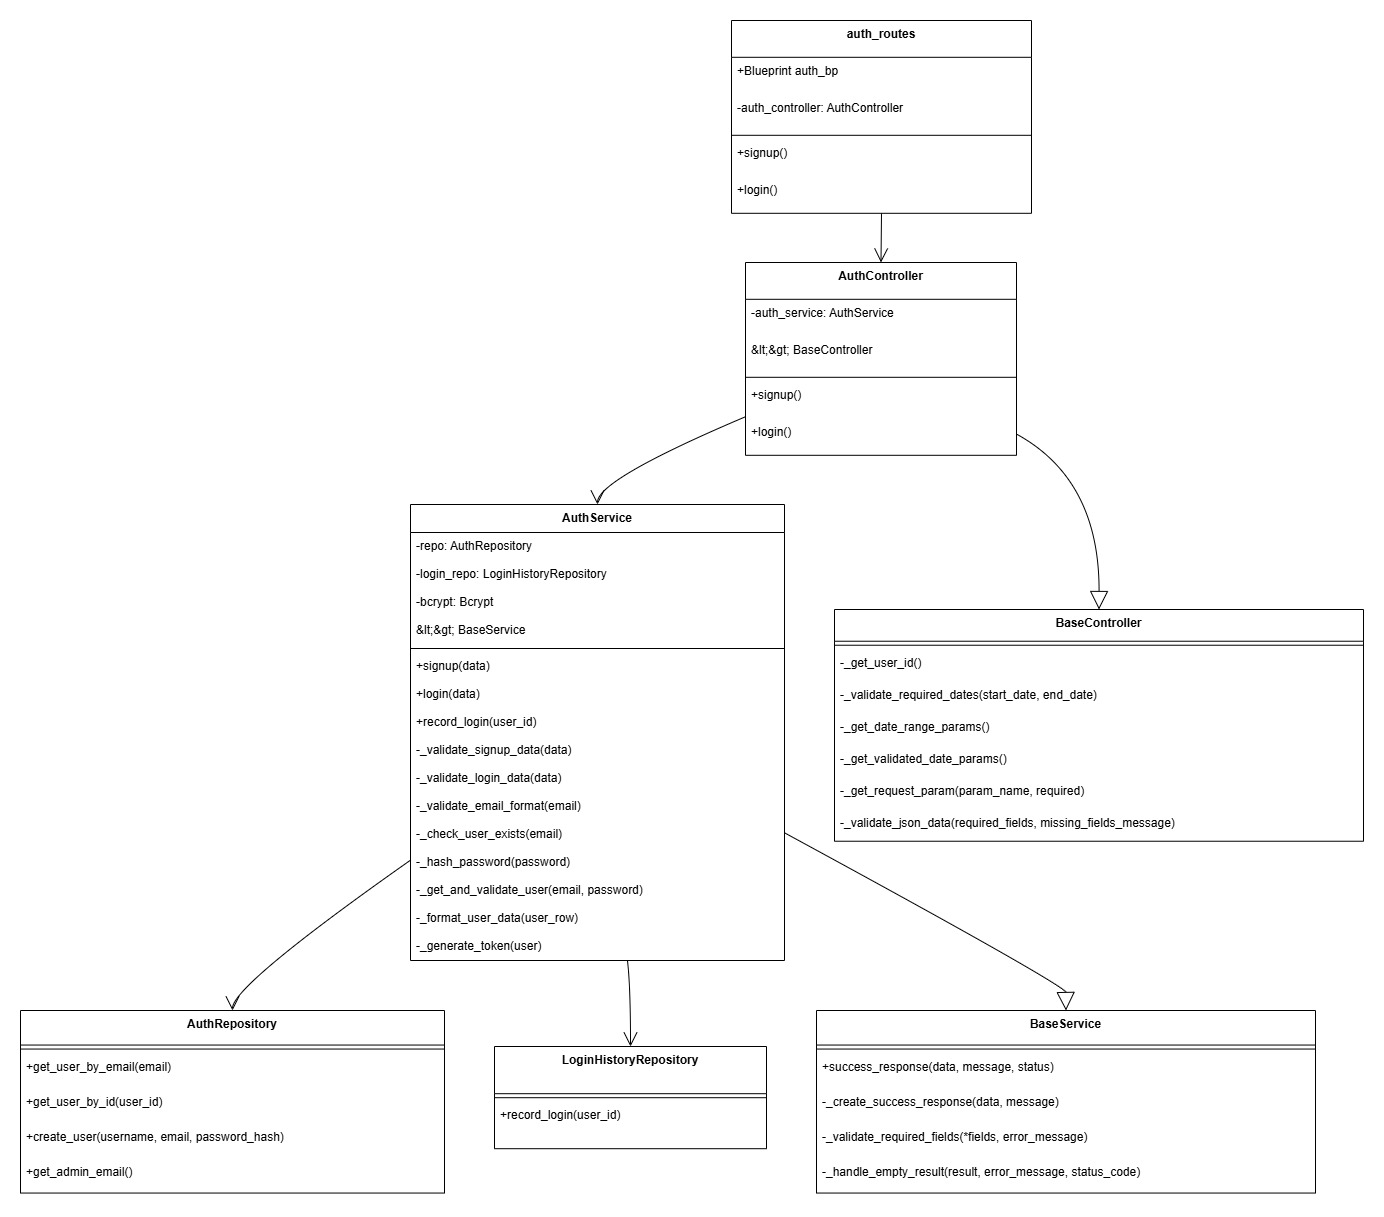 auth_routes
+Blueprint auth_bp
-auth_controller: AuthController
+signup()
+login()
AuthController
-auth_service: AuthService
&lt;&gt; BaseController
+signup()
+login()
AuthService
-repo: AuthRepository
-login_repo: LoginHistoryRepository
-bcrypt: Bcrypt
&lt;&gt; BaseService
+signup(data)
+login(data)
+record_login(user_id)
-_validate_signup_data(data)
-_validate_login_data(data)
-_validate_email_format(email)
-_check_user_exists(email)
-_hash_password(password)
-_get_and_validate_user(email, password)
-_format_user_data(user_row)
-_generate_token(user)
BaseController
-_get_user_id()
-_validate_required_dates(start_date, end_date)
-_get_date_range_params()
-_get_validated_date_params()
-_get_request_param(param_name, required)
-_validate_json_data(required_fields, missing_fields_message)
AuthRepository
+get_user_by_email(email)
+get_user_by_id(user_id)
+create_user(username, email, password_hash)
+get_admin_email()
LoginHistoryRepository
+record_login(user_id)
BaseService
+success_response(data, message, status)
-_create_success_response(data, message)
-_validate_required_fields(*fields, error_message)
-_handle_empty_result(result, error_message, status_code)